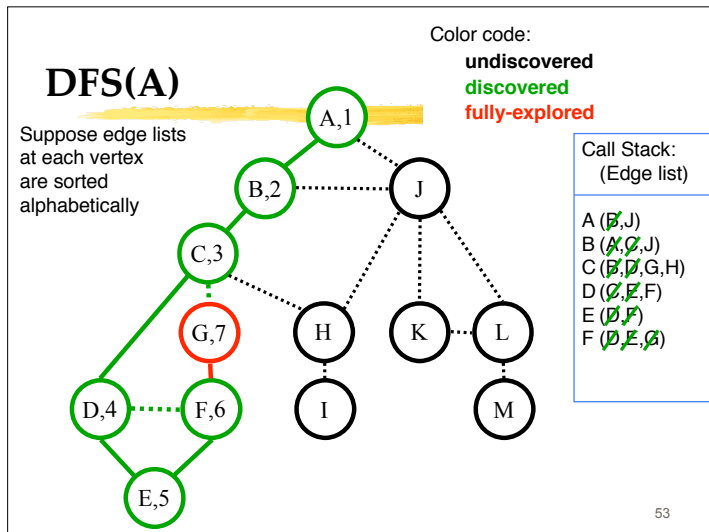 Color code:
undiscovered
discovered
fully-explored
DFS(A)
Suppose edge lists
at each vertex
are sorted
alphabetically
A,1
B,2
J
C,3
G,7
H
K
L
D,4
F,6
I
M
E,5
Call Stack:
(Edge list)
A (B,J)
B (A,C,J)
C (B,D,G,H)
D (C,E,F)
E (D,F)
F (D,E,G)
53